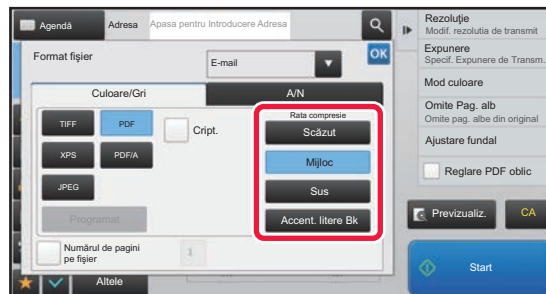 Agendă
Adresa
Apasa pentru Introducere Adresa
Format fişier
E-mail
OK
Culoare/Gri
A/N
TIFF
PDF
Cript.
XPS
PDF/A
JPEG
Programat
Rata compresie
Scăzut
Mijloc
Sus
Accent. litere Bk
Numărul de pagini
pe fişier
1
Altele
Rezoluţie
Modif. rezolutia de transmit
Expunere
Specif. Expunere de Transm.
Mod culoare
Omite Pag. alb
Omite pag. albe din original
Ajustare fundal
Reglare PDF oblic
Previzualiz.
CA
Start